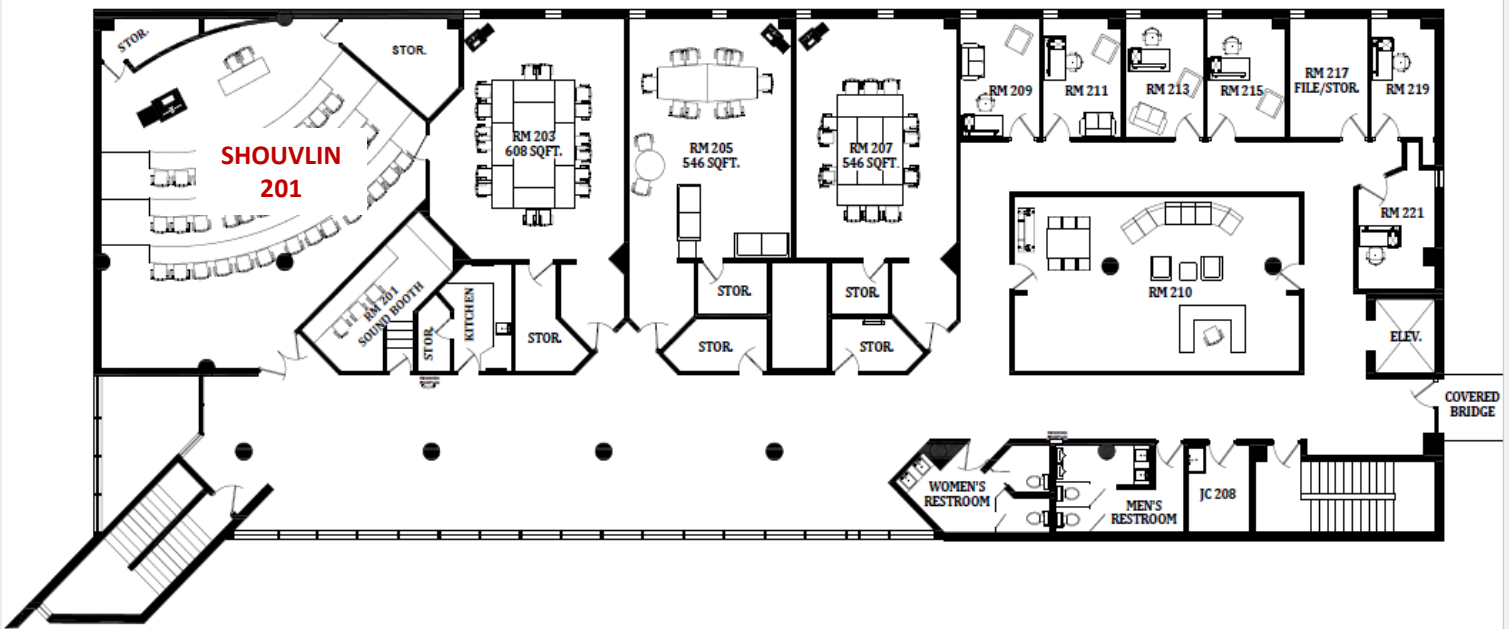 STOR.
STOR.
SHOUVLIN
201
RM 203
608 SQFT.
RM 205
546 SQFT.
RM 207
546 SQFT.
RM 209
RM 211
RM 213
RM 215
RM 217
FILE/STOR.
RM 219
RM 221
RM 210
RM 201
SOUND BOOTH
STOR.
KITCHEN
STOR.
STOR.
STOR.
STOR.
STOR.
ELEV.
COVERED
BRIDGE
WOMEN'S
RESTROOM
MEN'S
RESTROOM
JC 208